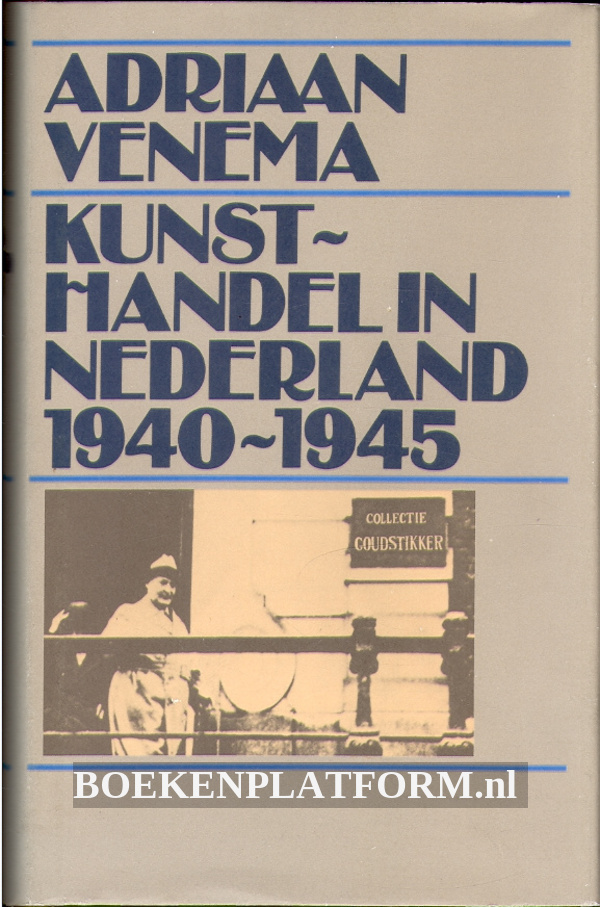 ADRIAAN
VENEMA
KUNST~
HANDEL IN
NEDERLAND
1940~1945
COLLECTIE
GOUDSTIKKER
BOEKENPLATFORM.nl